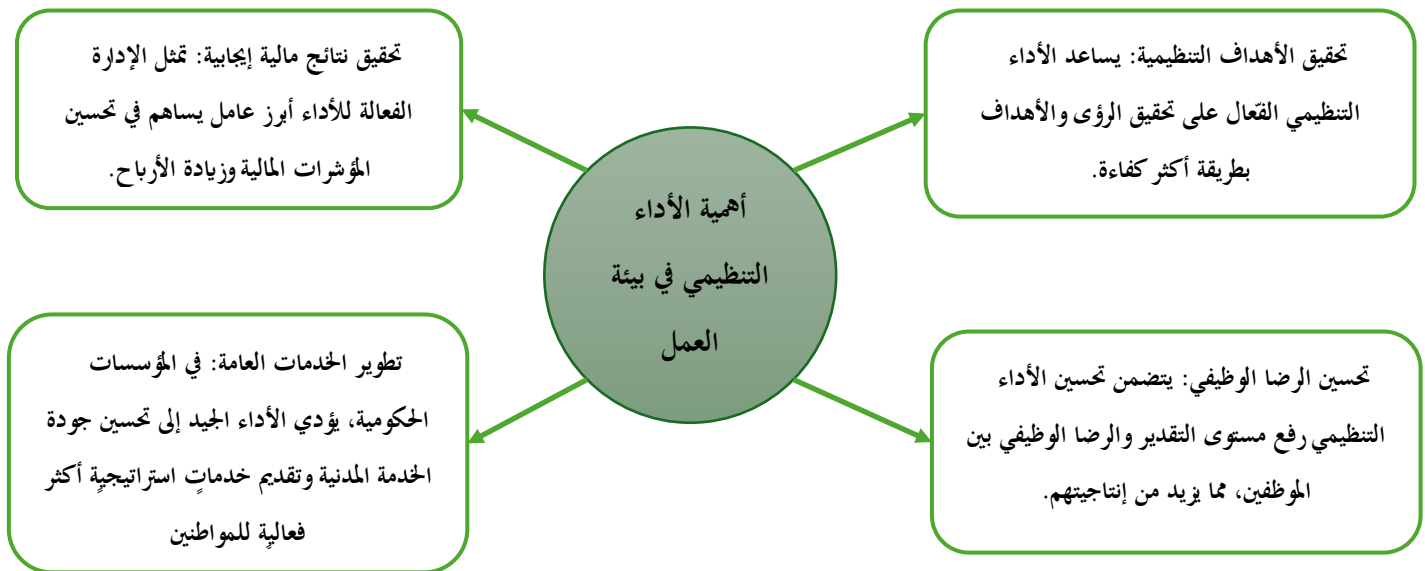 أهمية الأداء
التنظيمي في بيئة
العمل
تحقيق الأهداف التنظيمية: يساعد الأداء
التنظيمي الفّعال على تحقيق الرؤى والأهداف
بطريقة أكثر كفاءة.
تحقيق نتائج مالية إيجابية: تمثل الإدارة
الفعالة للأداء أبرز عامل يساهم في تحسين
المؤشرات المالية وزيادة الأرباح.
تحسين الرضا الوظيفي: يتضمن تحسين الأداء
التنظيمي رفع مستوى التقدير والرضا الوظيفي بين
الموظفين، مما يزيد من إنتاجيتهم.
تطوير الخدمات العامة: في المؤسسات
الحكومية، يؤدي الأداء الجيد إلى تحسين جودة
الخدمة المدنية وتقديم خدماتٍ استراتيجيةٍ أكثر
فعاليةٍ للمواطنين